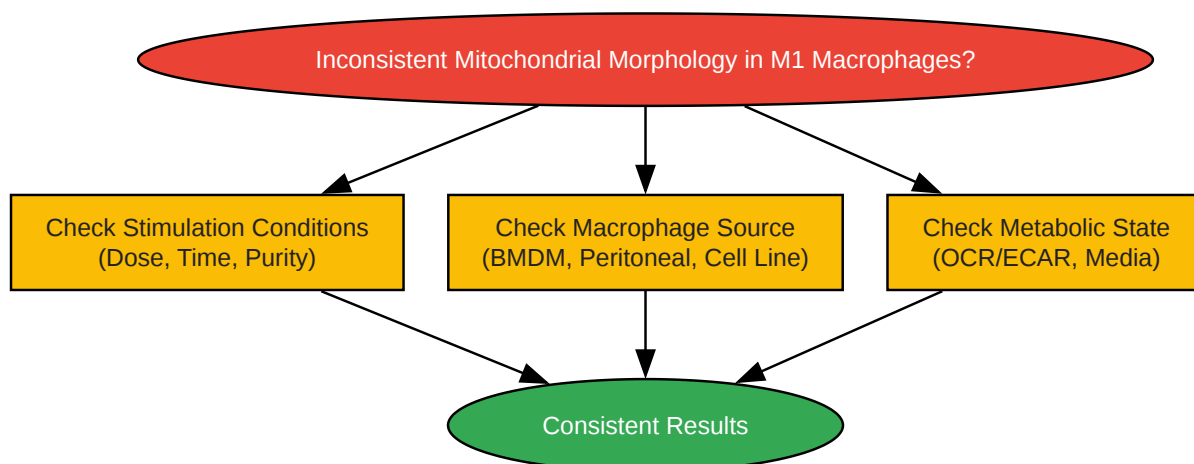 Inconsistent Mitochondrial Morphology in M1 Macrophages?
Check Stimulation Conditions
(Dose, Time, Purity)
Check Macrophage Source
(BMDM, Peritoneal, Cell Line)
Check Metabolic State
(OCR/ECAR, Media)
Consistent Results